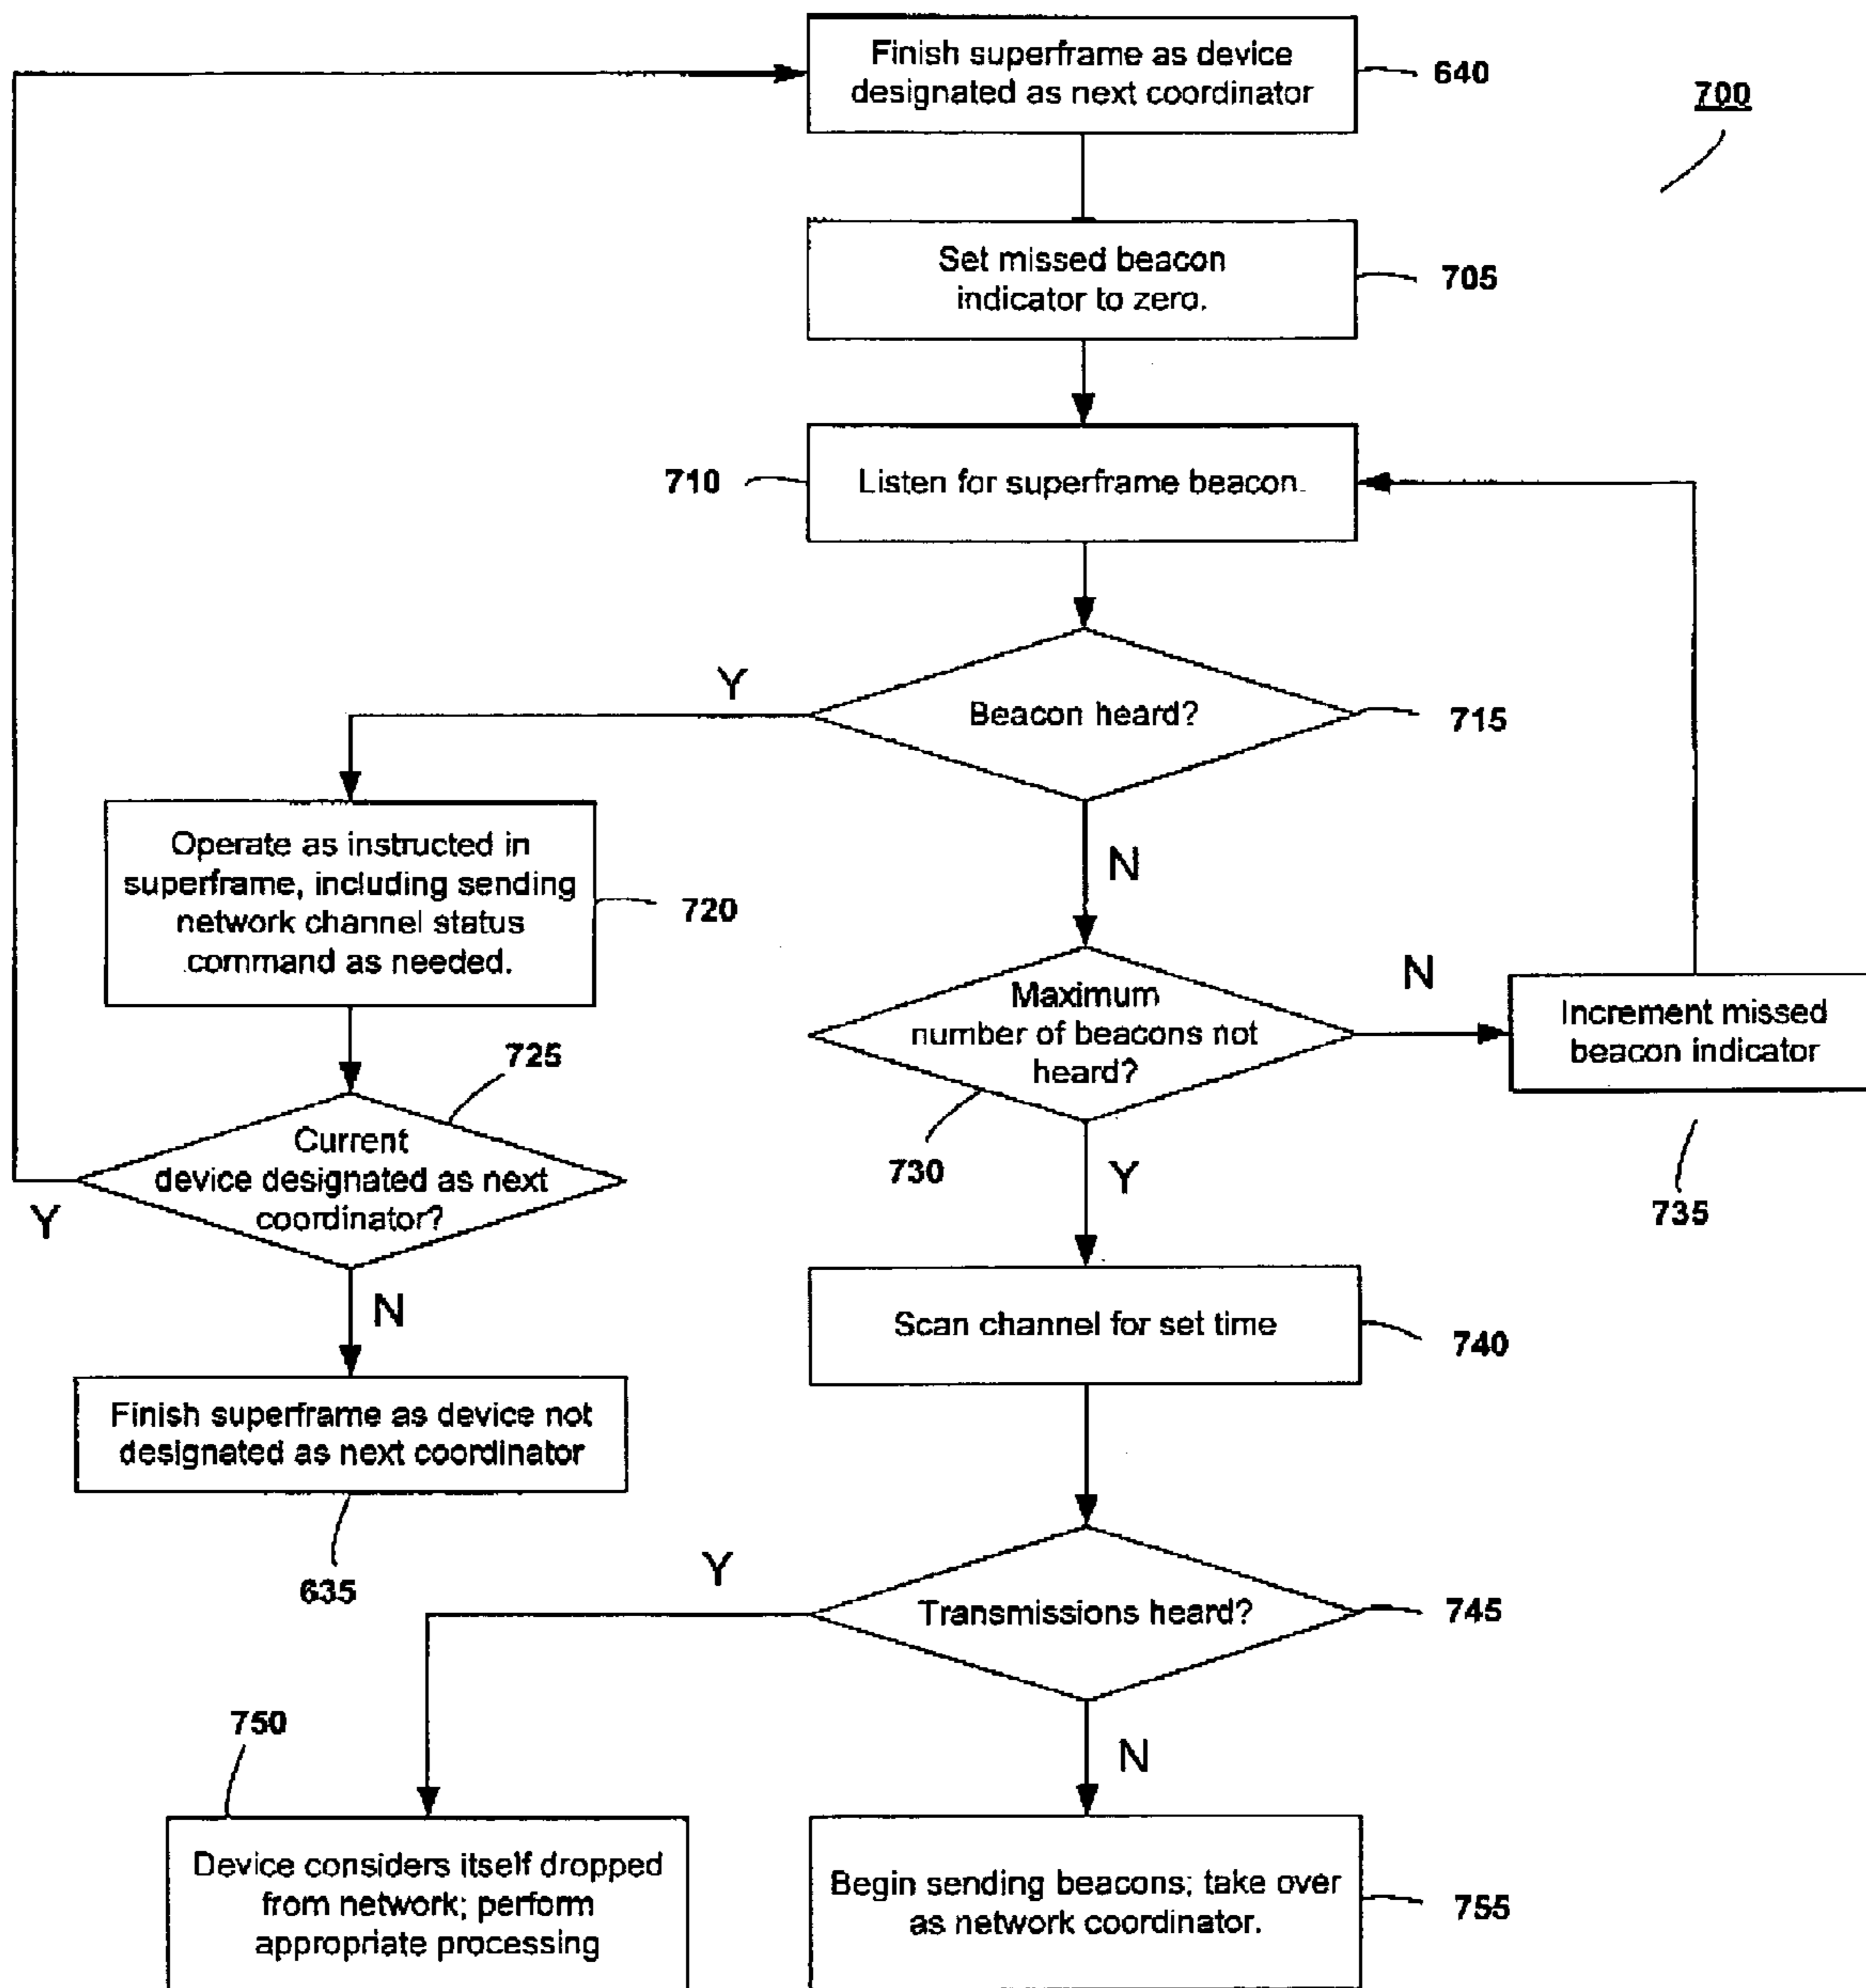 Finish superframe as device
designated as next coordinator
640
700
Set missed beacon
indicator to zero.
705
710
Listen for superframe beacon.
Y
Beacon heard?
715
Operate as instructed in
superframe, including sending
network channel status
command as needed.
720
N
Maximum
number of beacons not
heard?
N
Increment missed
beacon indicator
725
730
735
Current
device designated as next
coordinator?
Y
Y
N
Scan channel for set time
740
Finish superframe as device not
designated as next coordinator
635
Y
Transmissions heard?
745
750
N
Device considers itself dropped
from network; perform
appropriate processing
Begin sending beacons; take over
as network coordinator.
755